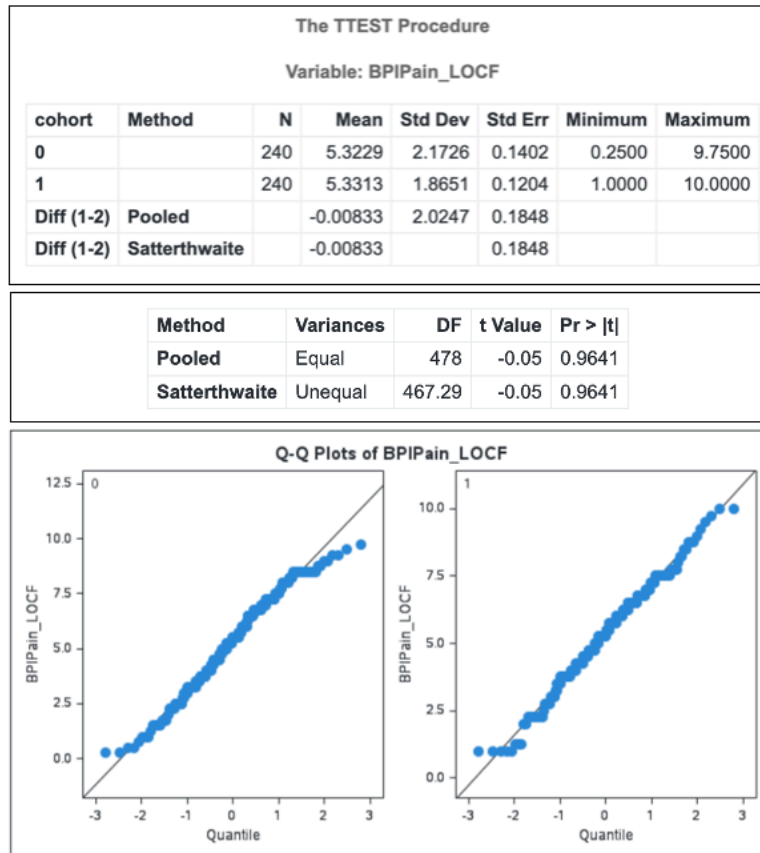 The TTEST Procedure
Variable: BPIPain_LOCF
cohort Method N Mean Std Dev Std Err Minimum Maximum
0 240 5.3229 2.1726 0.1402 0.2500 9.7500
1 240 5.3313 1.8651 0.1204 1.0000 10.0000
Diff (1-2) Pooled -0.00833 2.0247 0.1848
Diff (1-2) Satterthwaite -0.00833 0.1848
Method Variances DF t Value Pr > |t|
Pooled Equal 478 -0.05 0.9641
Satterthwaite Unequal 467.29 -0.05 0.9641
Q-Q Plots of BPIPain_LOCF
0
12.5
10.0
7.5
5.0
2.5
0.0
BPIPain_LOCF
-3 -2 -1 0 1 2 3
Quantile
1
10.0
7.5
5.0
2.5
0.0
BPIPain_LOCF
-3 -2 -1 0 1 2 3
Quantile